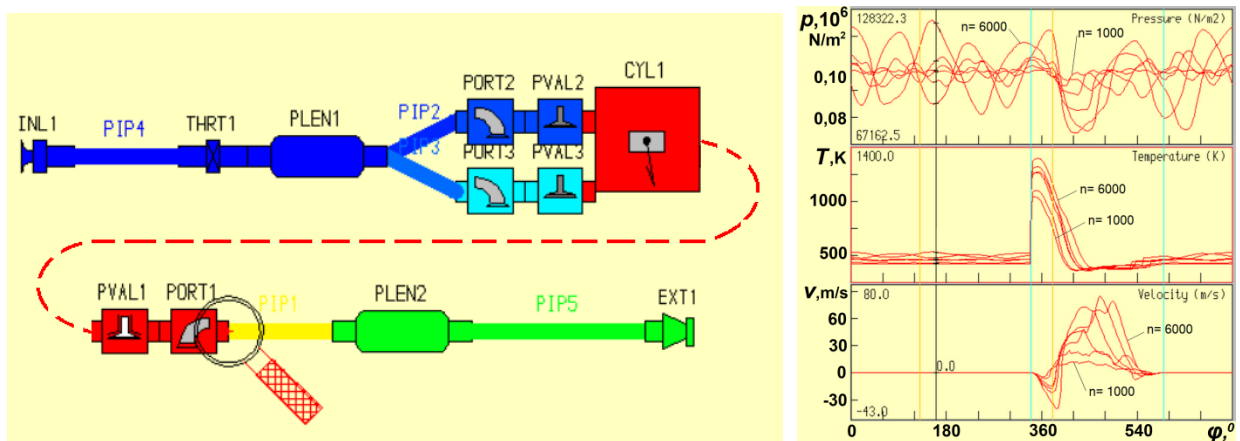 CYL1
PORT2 PVAL2
PIP2
INL1 PIP4 THRT1 PLEN1
PIP3
PORT3 PVAL3
PVAL1 PORT1 PIP1 PLEN2 PIP5 EXT1
p,10⁶
N/m²
128322.3
Pressure (N/m2)
n= 6000
n= 1000
0,10
0,08
67162.5
T,K
1400.0
Temperature (K)
1000
n= 6000
n= 1000
500
v,m/s
80.0
Velocity (m/s)
30
n= 6000
0
0.0
n= 1000
-30
-43.0
0 180 360 540 φ,⁰